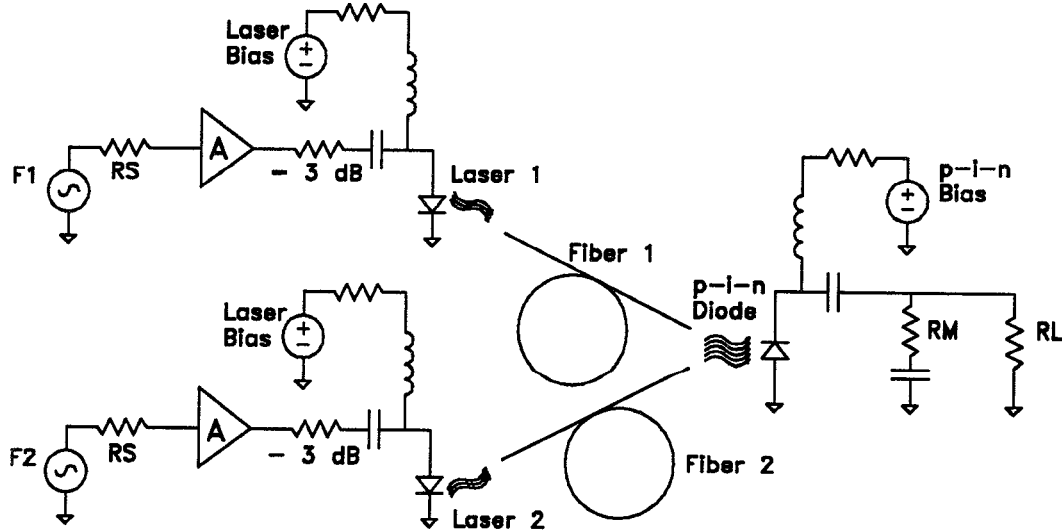 Laser
Bias
+
−
F1
RS
A
- 3 dB
Laser 1
Fiber 1
p-i-n
Bias
+
−
p-i-n
Diode
RM
RL
Laser
Bias
+
−
F2
RS
A
- 3 dB
Laser 2
Fiber 2